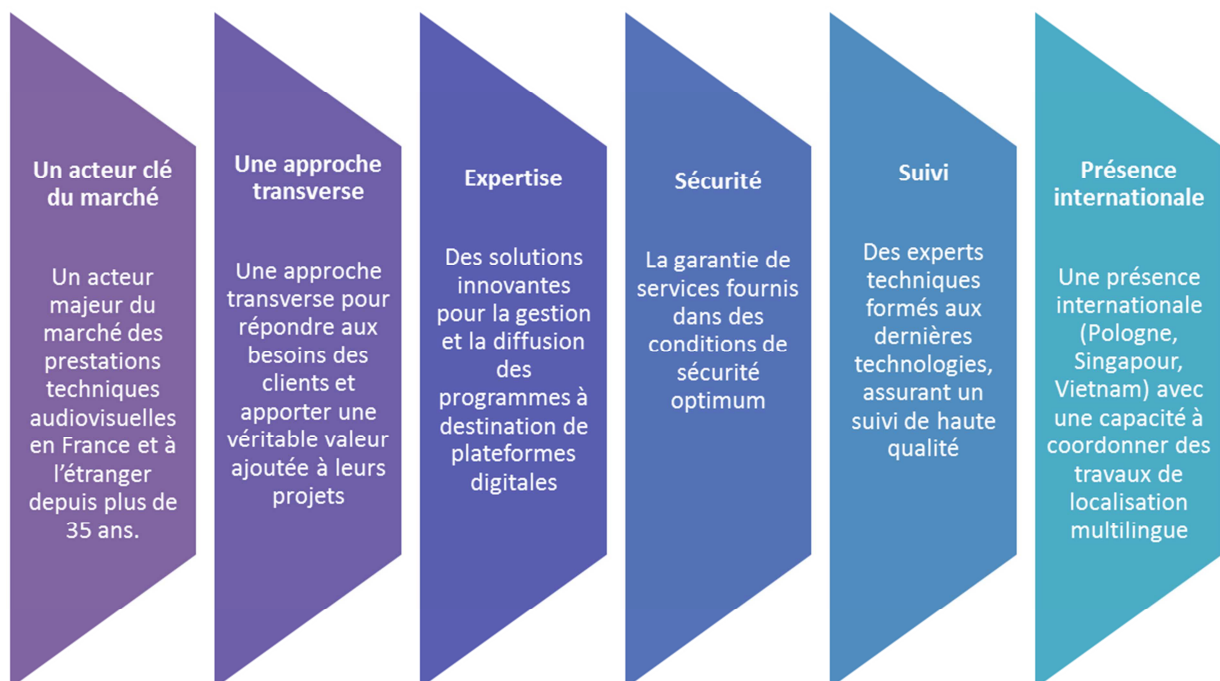 Un acteur clé
du marché
Un acteur
majeur du
marché des
prestations
techniques
audiovisuelles
en France et à
l’étranger
depuis plus de
35 ans.
Une approche
transverse
Une approche
transverse pour
répondre aux
besoins des
clients et
apporter une
véritable valeur
ajoutée à leurs
projets
Expertise
Des solutions
innovantes
pour la gestion
et la diffusion
des
programmes à
destination de
plateformes
digitales
Sécurité
La garantie de
services fournis
dans des
conditions de
sécurité
optimum
Suivi
Des experts
techniques
formés aux
dernières
technologies,
assurant un
suivi de haute
qualité
Présence
internationale
Une présence
internationale
(Pologne,
Singapour,
Vietnam) avec
une capacité à
coordonner des
travaux de
localisation
multilingue